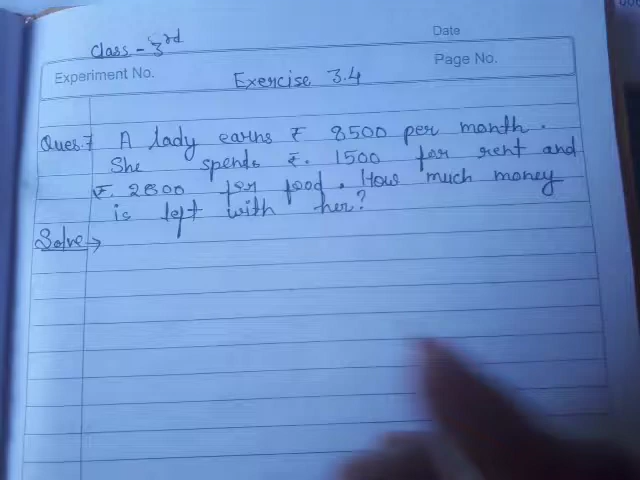 Class - 3rd
Date
Experiment No.
Exercise 3.4
Page No.
Ques.7 A lady earns ₹ 8500 per month.
She spends ₹. 1500 for rent and
₹. 2800 for food. How much money
is left with her?
Solve →